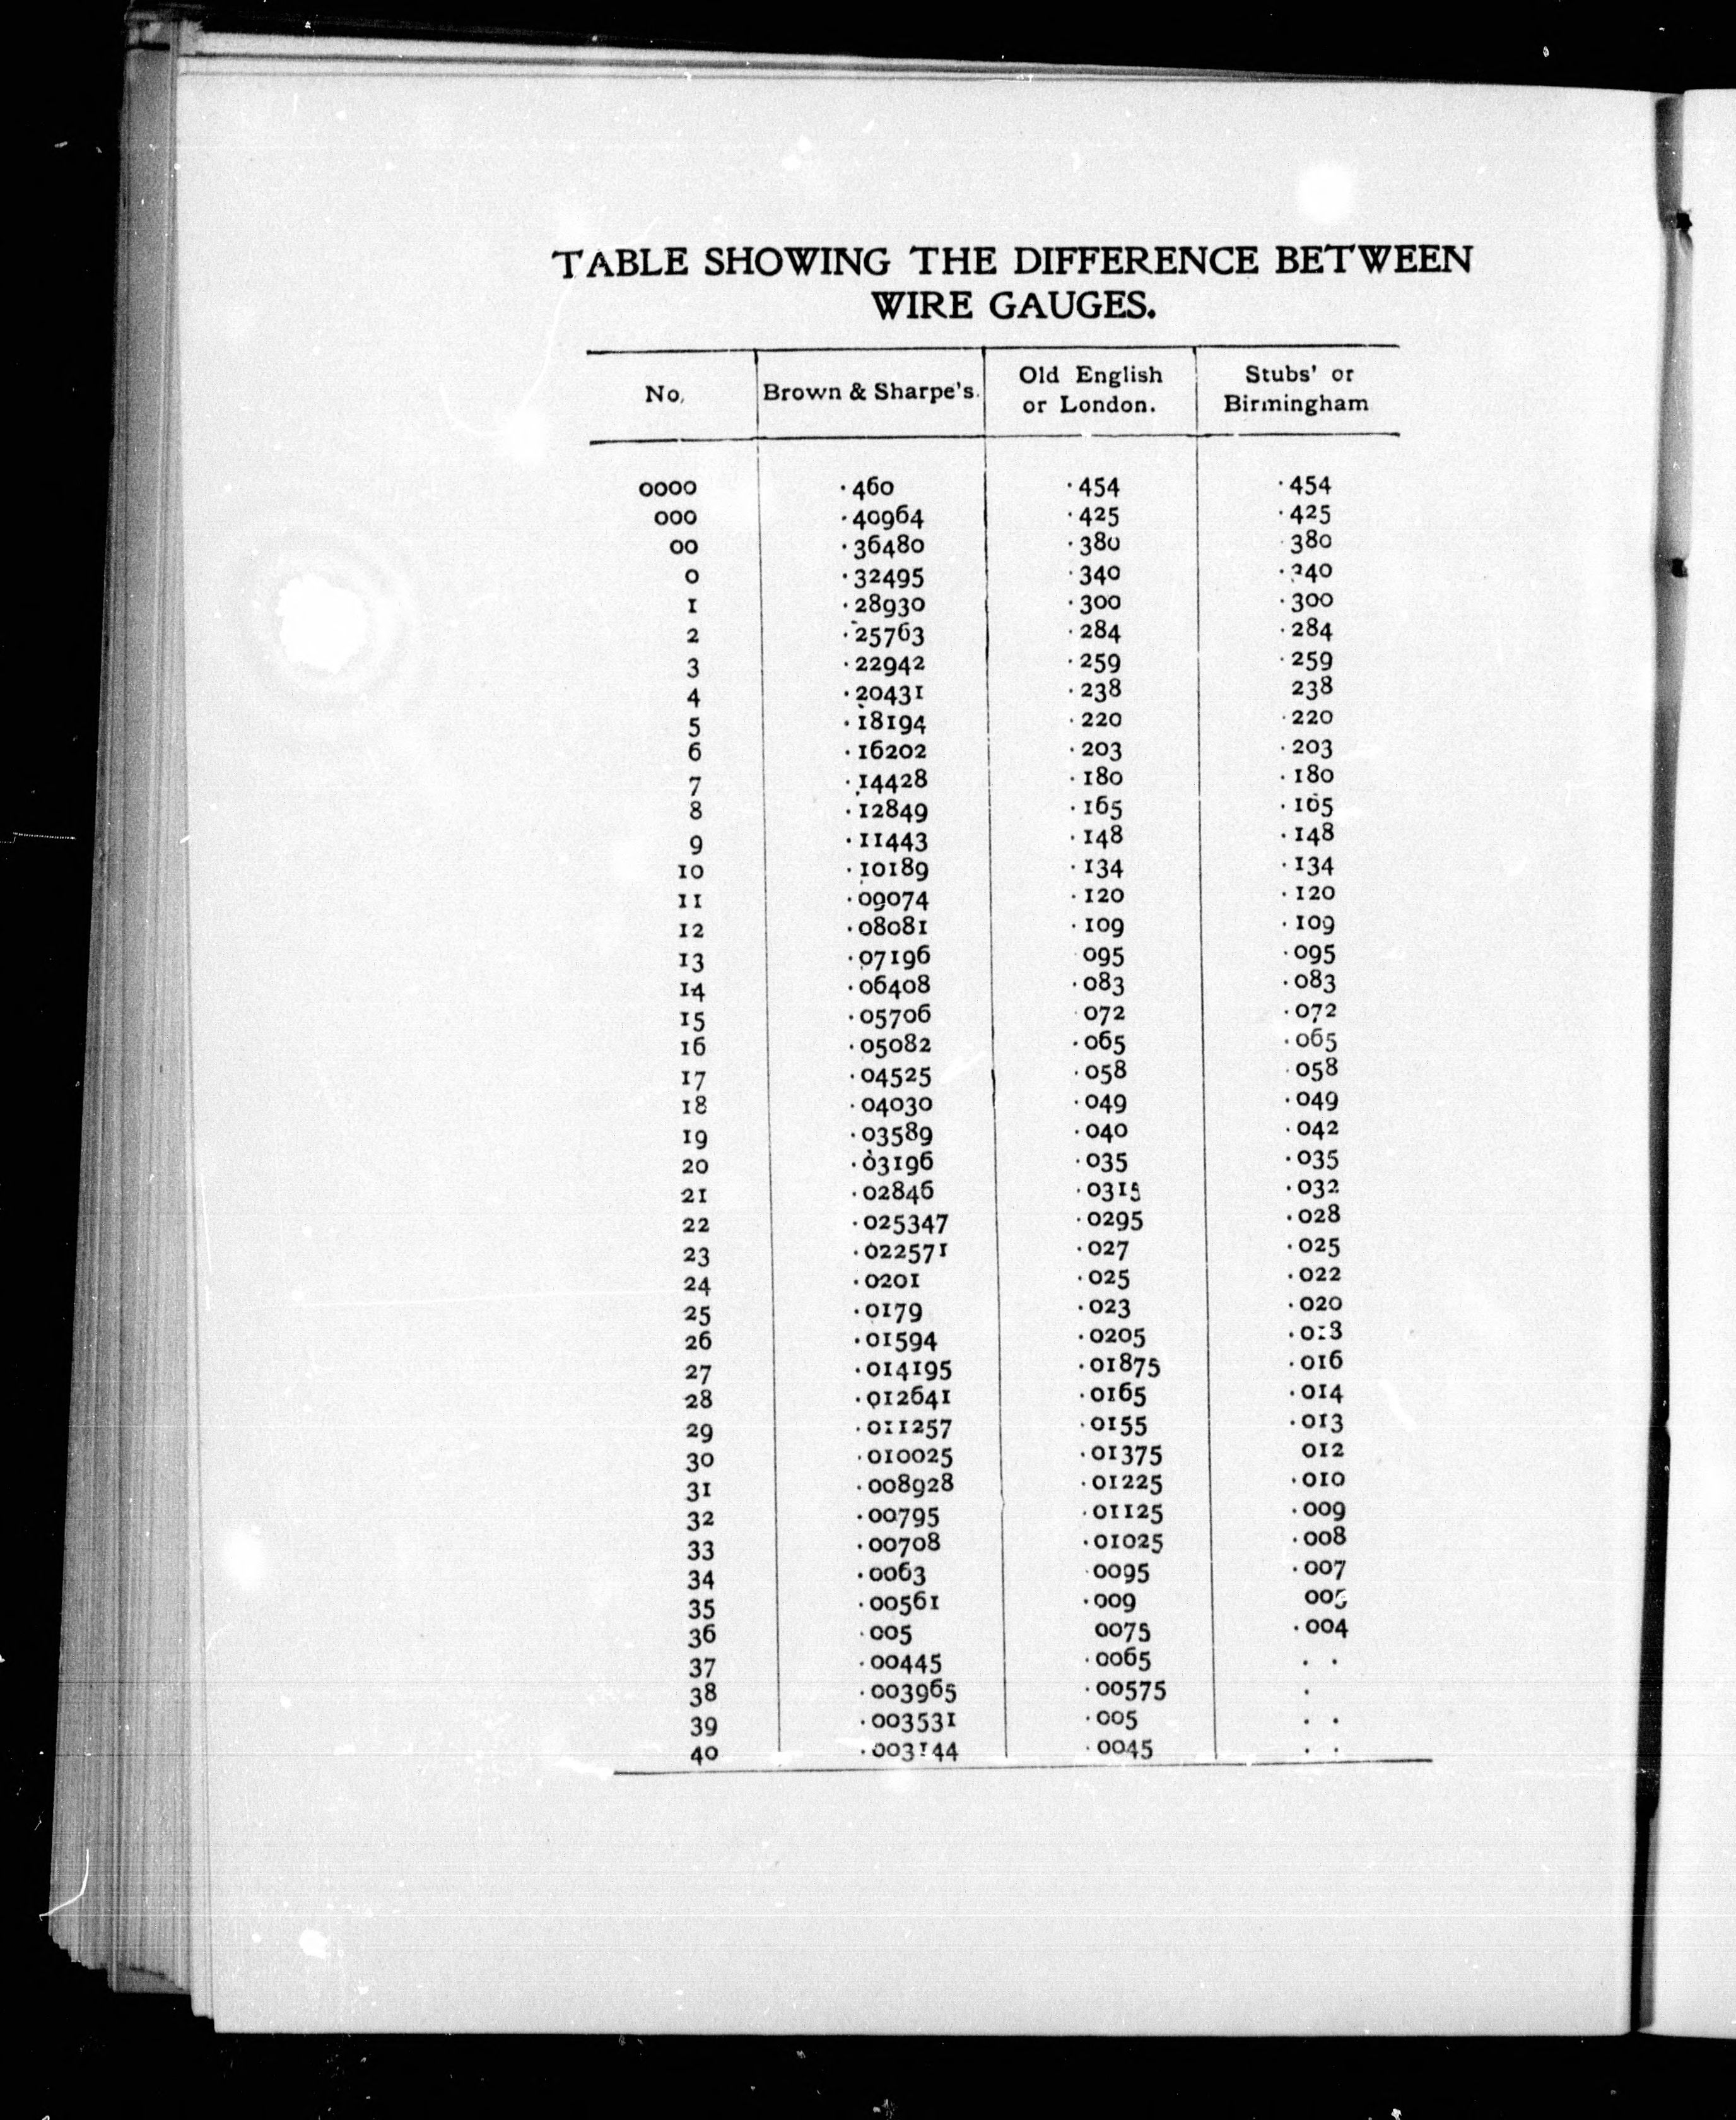 TABLE SHOWING THE DIFFERENCE BETWEEN
WIRE GAUGES.
No. Brown & Sharpe's. Old English or London. Stubs' or Birmingham
0000 .460 .454 .454
000 .40964 .425 .425
00 .36480 .380 380
0 .32495 .340 .340
1 .28930 .300 .300
2 .25763 .284 .284
3 .22942 .259 .259
4 .20431 .238 238
5 .18194 .220 .220
6 .16202 .203 .203
7 .14428 .180 .180
8 .12849 .165 .165
9 .11443 .148 .148
10 .10189 .134 .134
11 .09074 .120 .120
12 .08081 .109 .109
13 .07196 095 .095
14 .06408 .083 .083
15 .05706 072 .072
16 .05082 .065 .065
17 .04525 .058 058
18 .04030 .049 .049
19 .03589 .040 .042
20 .03196 .035 .035
21 .02846 .0315 .032
22 .025347 .0295 .028
23 .022571 .027 .025
24 .0201 .025 .022
25 .0179 .023 .020
26 .01594 .0205 .018
27 .014195 .01875 .016
28 .012641 .0165 .014
29 .011257 .0155 .013
30 .010025 .01375 012
31 .008928 .01225 .010
32 .00795 .01125 .009
33 .00708 .01025 .008
34 .0063 .0095 .007
35 .00561 .009 005
36 .005 0075 .004
37 .00445 .0065 . .
38 .003965 .00575 .
39 .003531 .005 . .
40 .003144 .0045 . .